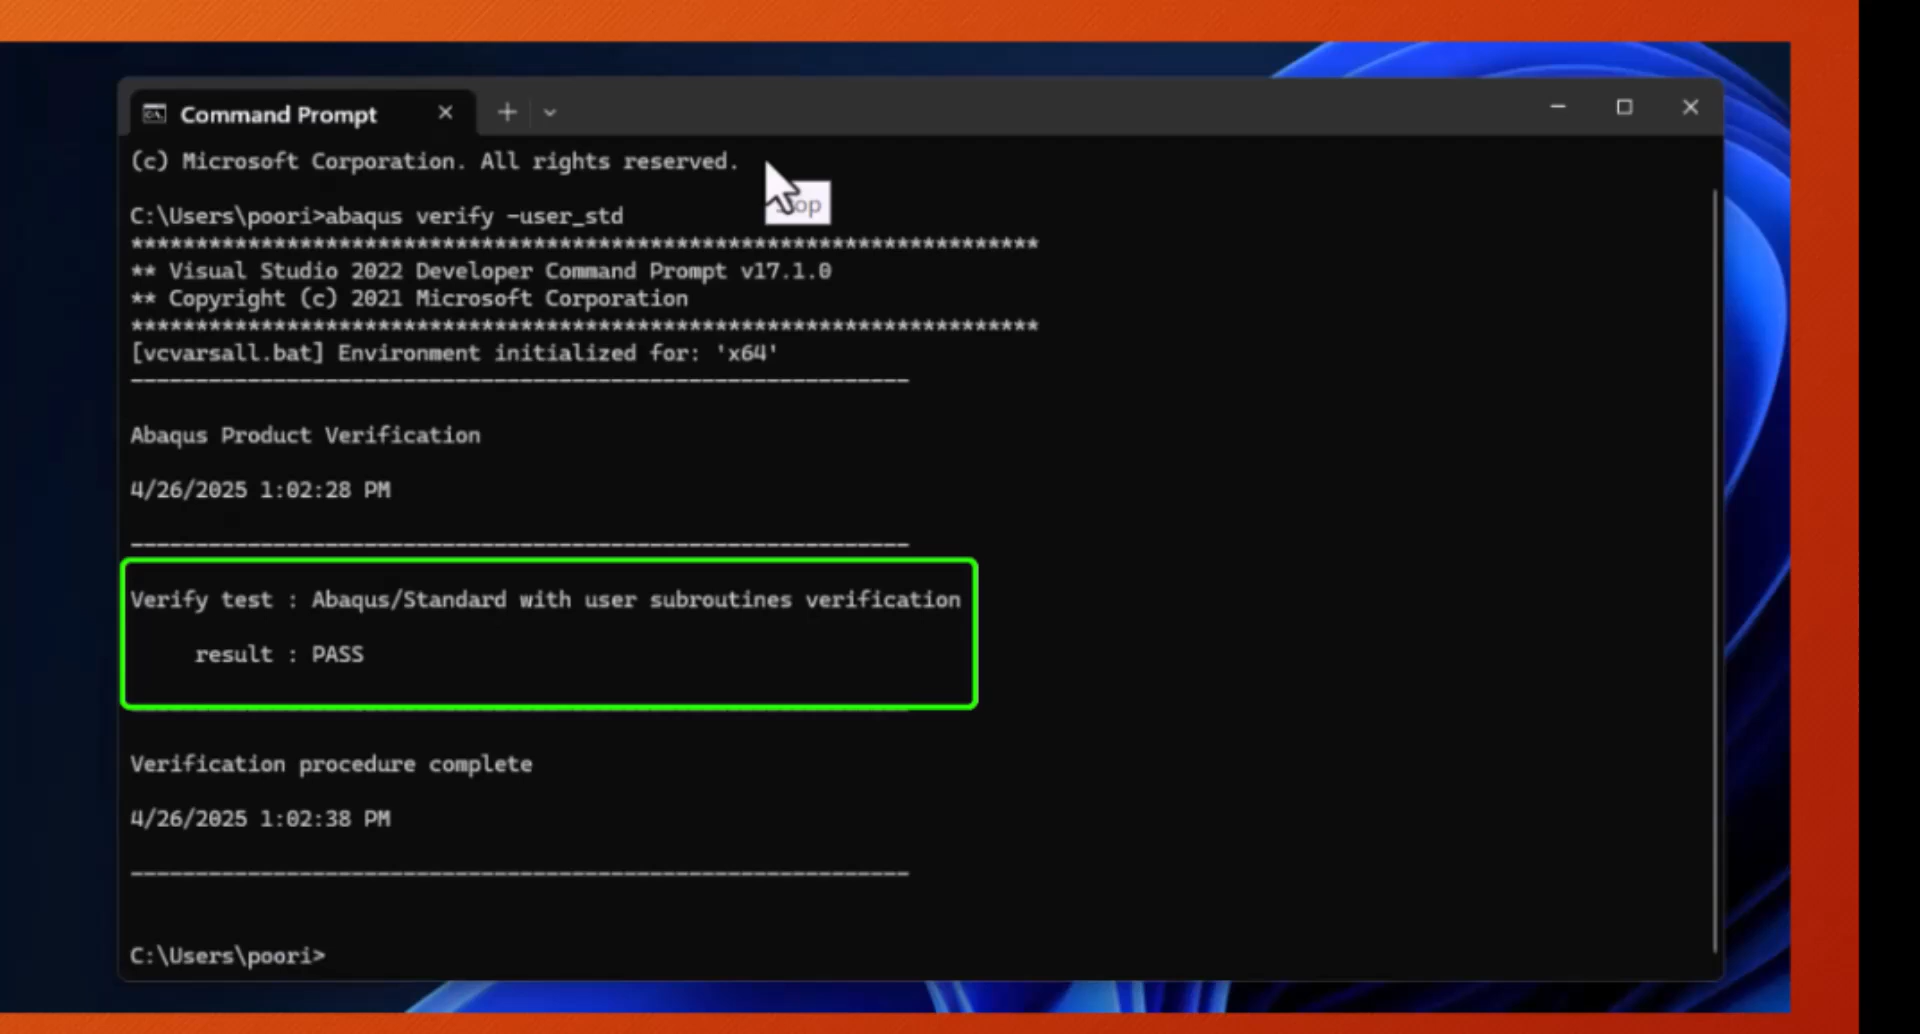 Command Prompt
(c) Microsoft Corporation. All rights reserved.
C:\Users\poori>abaqus verify -user_std
**********************************************************************
** Visual Studio 2022 Developer Command Prompt v17.1.0
** Copyright (c) 2021 Microsoft Corporation
**********************************************************************
[vcvarsall.bat] Environment initialized for: 'x64'
------------------------------------------------------------
Abaqus Product Verification
4/26/2025 1:02:28 PM
------------------------------------------------------------
Verify test : Abaqus/Standard with user subroutines verification
result : PASS
Verification procedure complete
4/26/2025 1:02:38 PM
------------------------------------------------------------
C:\Users\poori>